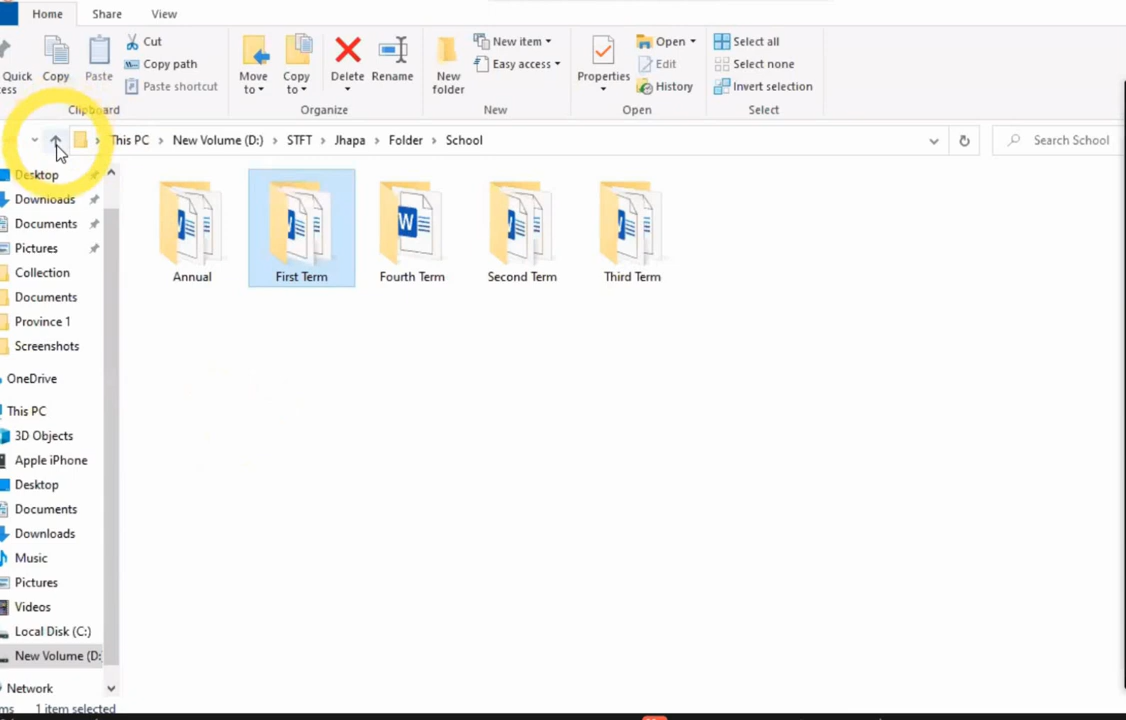 Home Share View
Quick
cess
Copy
Paste
Cut
Copy path
Paste shortcut
Clipboard
Move
to
Copy
to
Delete
Rename
Organize
New
folder
New item
Easy access
New
Properties
Open
Edit
History
Open
Select all
Select none
Invert selection
Select
This PC > New Volume (D:) > STFT > Jhapa > Folder > School
Search School
Desktop
Downloads
Documents
Pictures
Collection
Documents
Province 1
Screenshots
OneDrive
This PC
3D Objects
Apple iPhone
Desktop
Documents
Downloads
Music
Pictures
Videos
Local Disk (C:)
New Volume (D:
Network
Annual
First Term
Fourth Term
Second Term
Third Term
ms 1 item selected